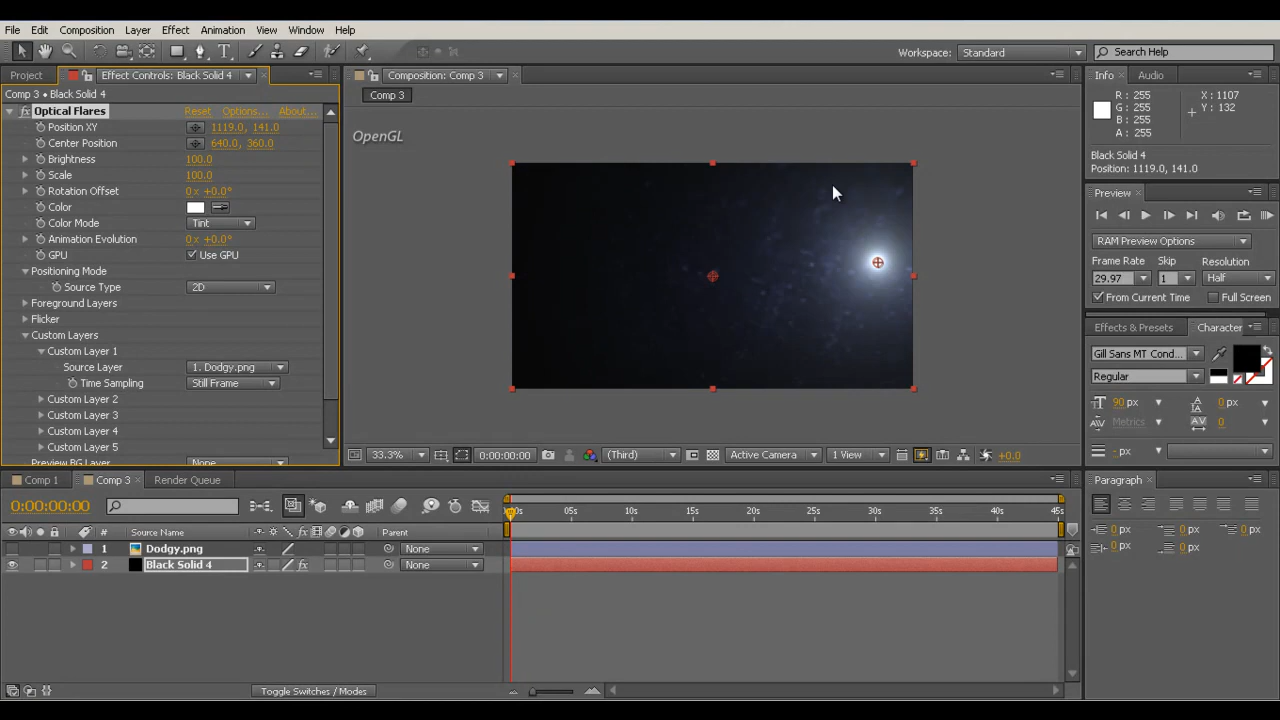 File Edit Composition Layer Effect Animation View Window Help
Workspace: Standard Search Help
Project Effect Controls: Black Solid 4 Composition: Comp 3 Info Audio
Comp 3 • Black Solid 4 Comp 3
Optical Flares Reset Options... About...
Position XY 1119.0, 141.0
Center Position 640.0, 360.0
Brightness 100.0
Scale 100.0
Rotation Offset 0 x +0.0°
Color
Color Mode Tint
Animation Evolution 0 x +0.0°
GPU Use GPU
Positioning Mode
Source Type 2D
Foreground Layers
Flicker
Custom Layers
Custom Layer 1
Source Layer 1. Dodgy.png
Time Sampling Still Frame
Custom Layer 2
Custom Layer 3
Custom Layer 4
Custom Layer 5
Preview BG Layer None
OpenGL
33.3% 0:00:00:00 (Third) Active Camera 1 View +0.0
R: 255 X: 1107
G: 255 Y: 132
B: 255
A: 255
Black Solid 4
Position: 1119.0, 141.0
Preview
RAM Preview Options
Frame Rate Skip Resolution
29.97 1 Half
From Current Time Full Screen
Effects & Presets Character
Gill Sans MT Cond...
Regular
90 px 0 px
Metrics 0
- px
Comp 1 Comp 3 Render Queue
0:00:00:00
05s 10s 15s 20s 25s 30s 35s 40s 45s
# Source Name Parent
1 Dodgy.png None
2 Black Solid 4 None
Toggle Switches / Modes
Paragraph
0 px 0 px 0 px
0 px 0 px